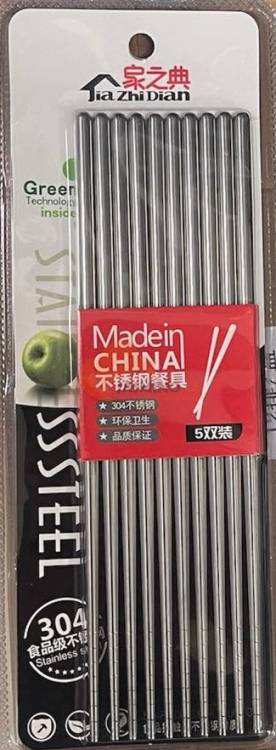 家之典
JiaZhiDian
Green
Technology
inside
Madein
CHINA
不锈钢餐具
★ 304不锈钢
★ 环保卫生
★ 品质保证
5双装
STAI
SSSTEEL
304
食品级不锈钢
Stainless s